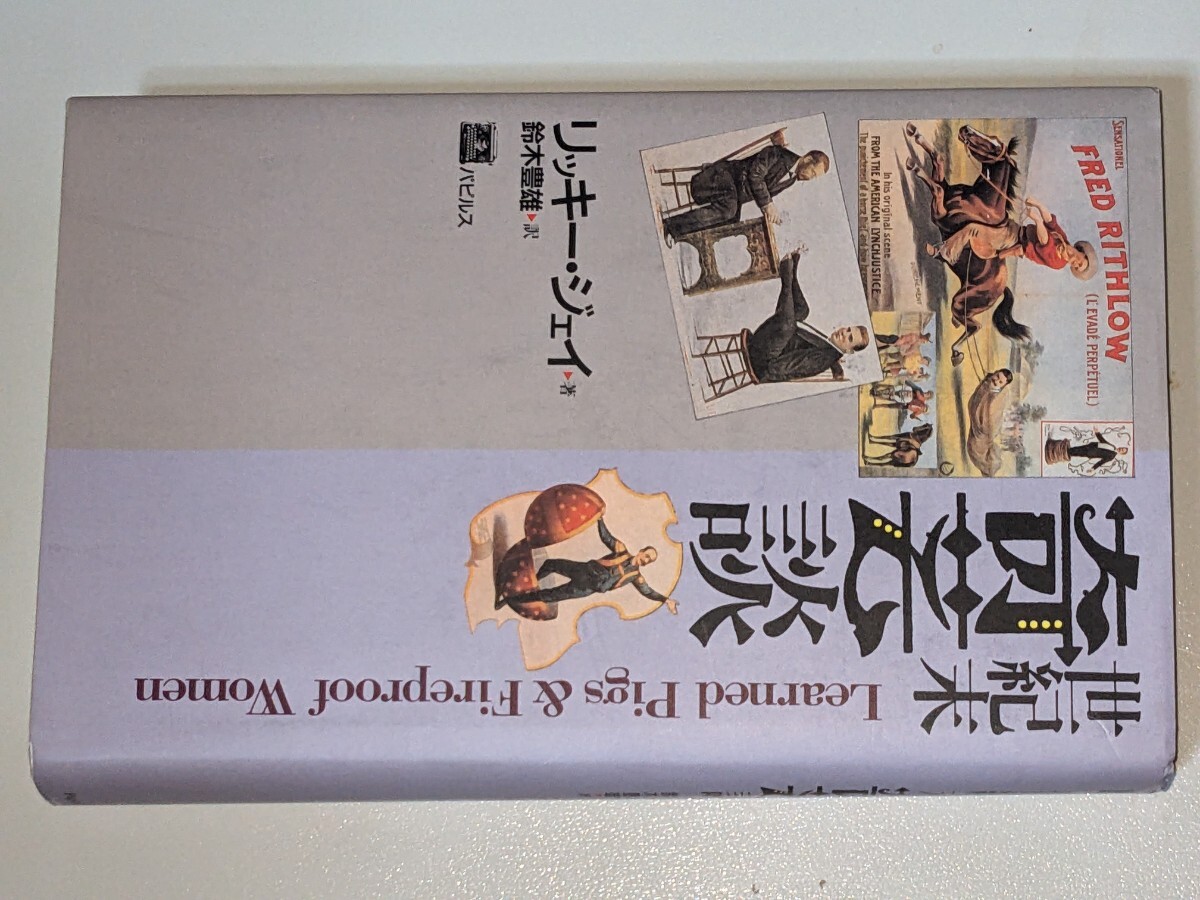 世紀末
奇芸談
Learned Pigs & Fireproof Women
SENSATIONEL
FRED RITHLOW
(L'EVADÉ PERPÉTUEL)
In his original scene
FROM THE AMERICAN LYNCHJUSTICE
リッキー・ジェイ▶著
鈴木豊雄▶訳
パピルス